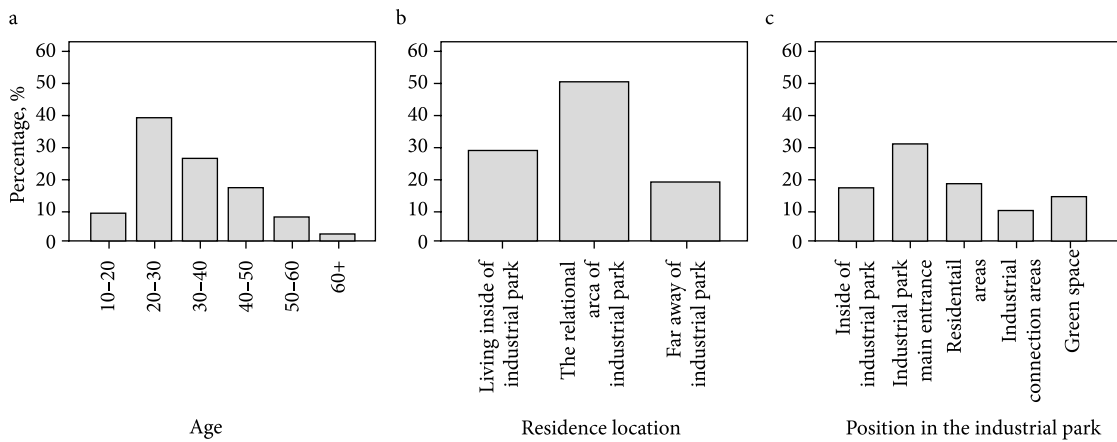 a
Percentage, %
60
50
40
30
20
10
0
10–20
20–30
30–40
40–50
50–60
60+
Age
b
60
50
40
30
20
10
0
Living inside of
industrial park
The relational
arca of
industrial park
Far away of
industrial park
Residence location
c
60
50
40
30
20
10
0
Inside of
industrial park
Industrial park
main entrance
Residentail
areas
Industrial
connection areas
Green space
Position in the industrial park